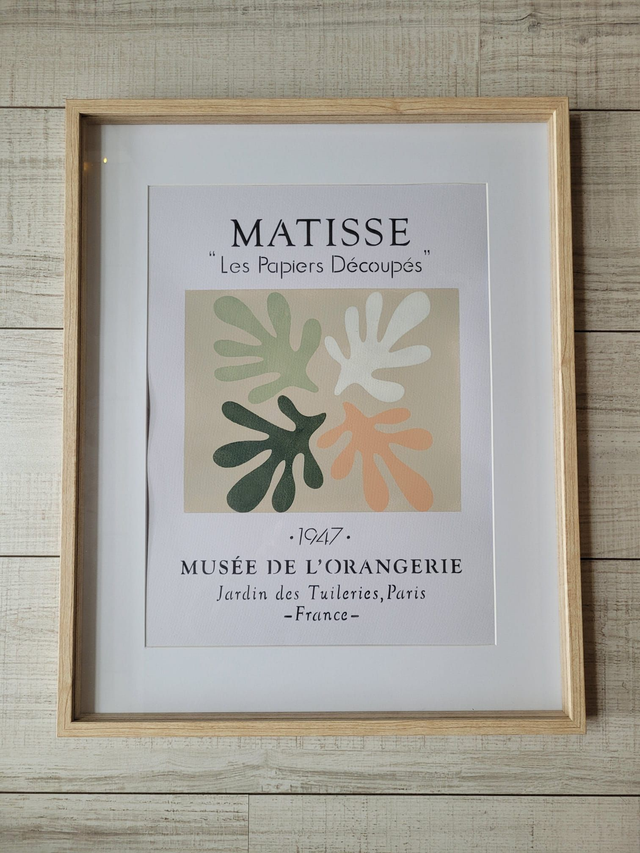 MATISSE
“Les Papiers Découpés”
·1947·
MUSÉE DE L'ORANGERIE
Jardin des Tuileries, Paris
-France-